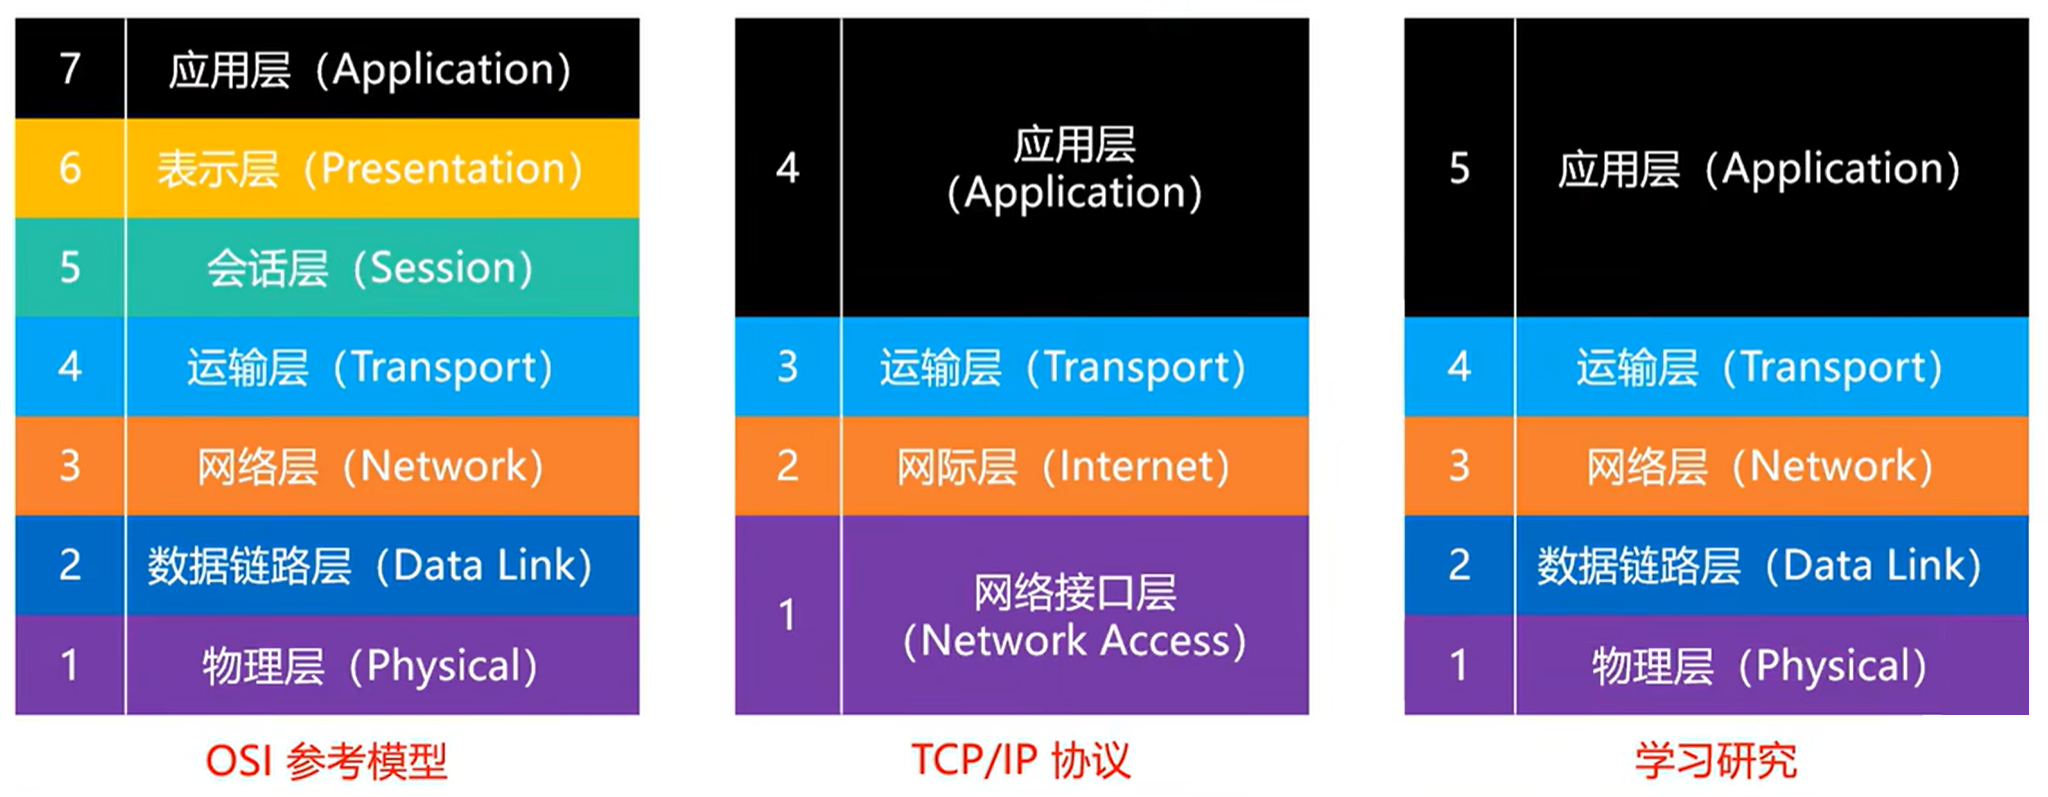 7 应用层（Application）
6 表示层（Presentation）
5 会话层（Session）
4 运输层（Transport）
3 网络层（Network）
2 数据链路层（Data Link）
1 物理层（Physical）
OSI 参考模型
4 应用层
（Application）
3 运输层（Transport）
2 网际层（Internet）
1 网络接口层
（Network Access）
TCP/IP 协议
5 应用层（Application）
4 运输层（Transport）
3 网络层（Network）
2 数据链路层（Data Link）
1 物理层（Physical）
学习研究